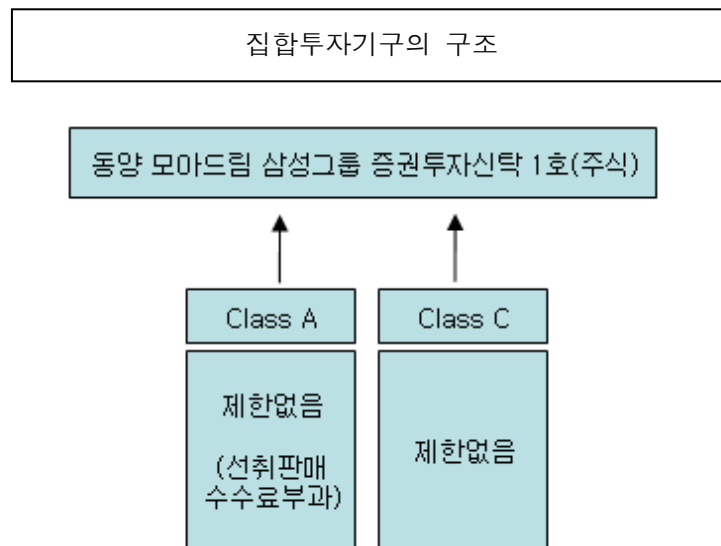 집합투자기구의 구조
동양 모아드림 삼성그룹 증권투자신탁 1호(주식)
Class A
Class C
제한없음
(선취판매
수수료부과)
제한없음